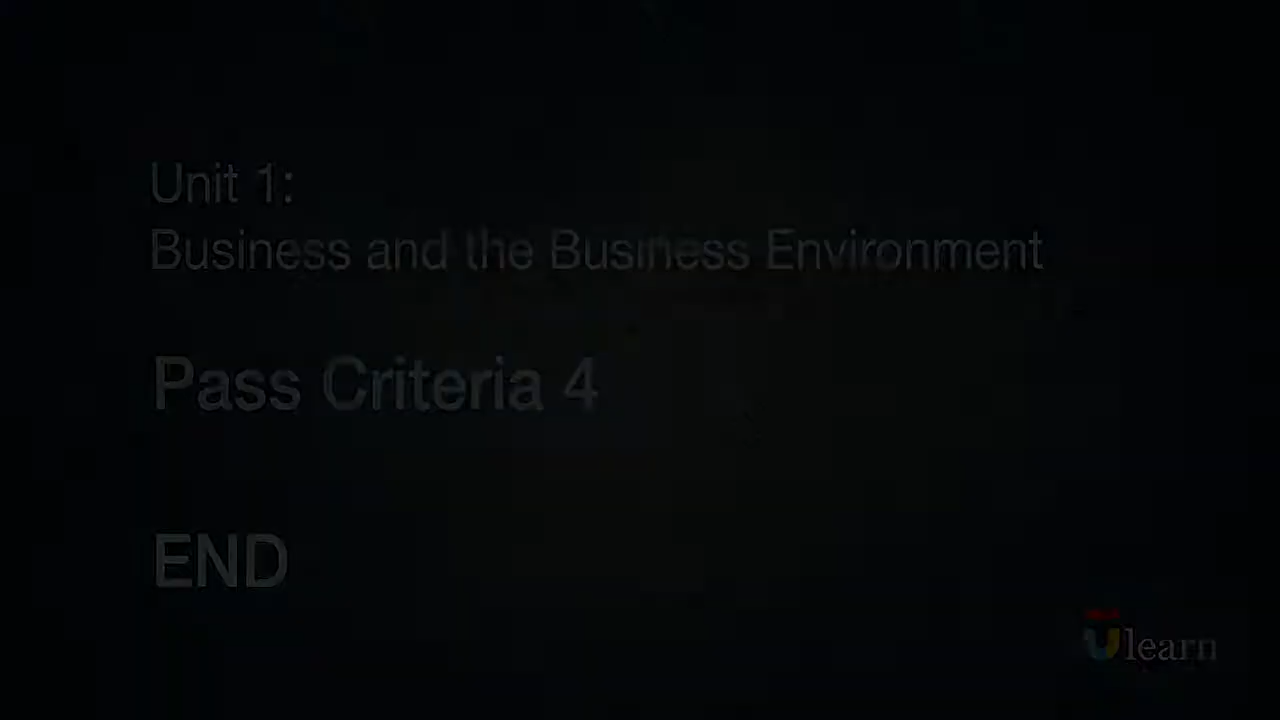 Unit 1:
Business and the Business Environment
Pass Criteria 4
END
Ulearn